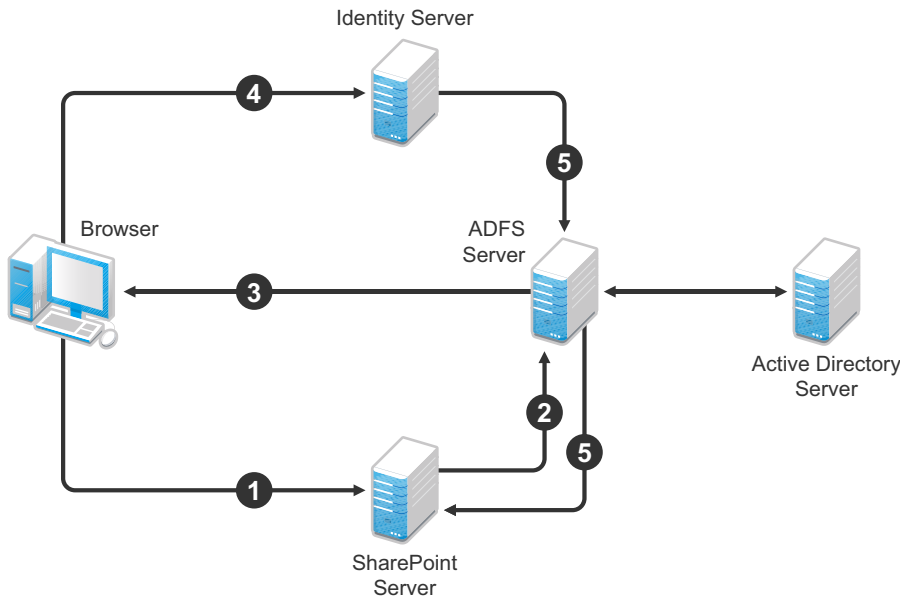 Identity Server
4
5
Browser
ADFS
Server
3
Active Directory
Server
2
5
1
SharePoint
Server